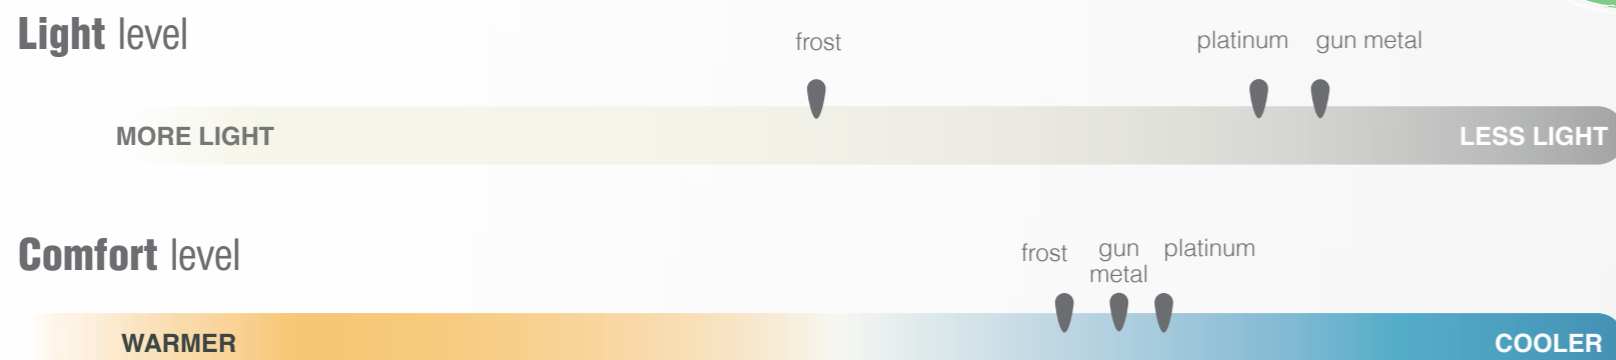 Light level
frost
platinum
gun metal
MORE LIGHT
LESS LIGHT
Comfort level
frost
gun
metal
platinum
WARMER
COOLER